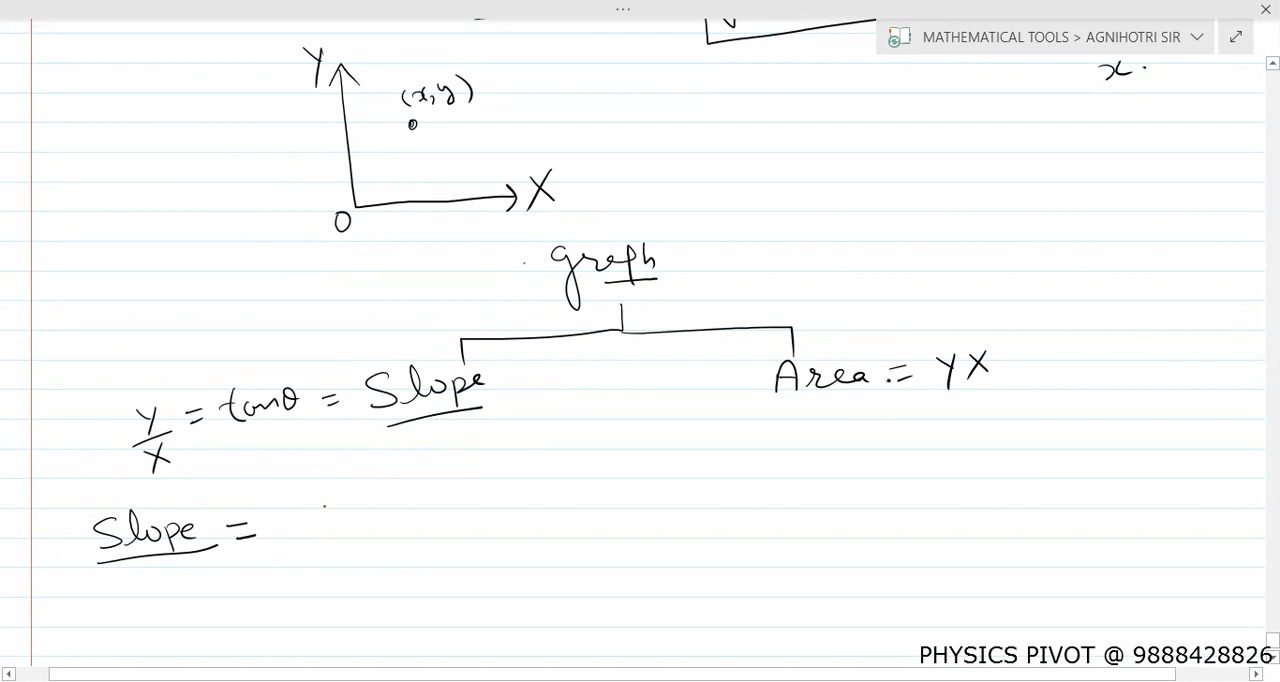 MATHEMATICAL TOOLS > AGNIHOTRI SIR
x.
Y
(x,y)
X
O
graph
Y/X = tanθ = Slope
Area = YX
Slope =
PHYSICS PIVOT @ 9888428826